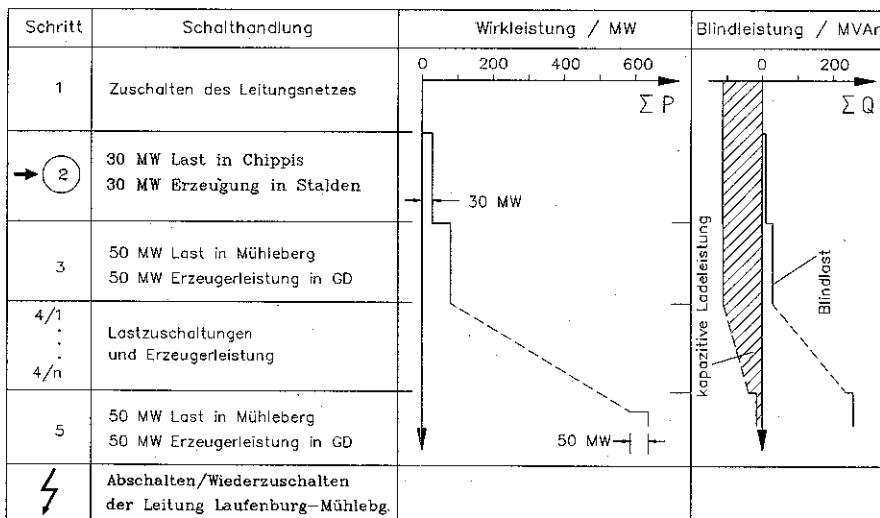 Schritt Schalthandlung Wirkleistung / MW Blindleistung / MVAr
0 200 400 600 0 200
Σ P Σ Q
1 Zuschalten des Leitungsnetzes
2 30 MW Last in Chippis
30 MW Erzeugung in Stalden
30 MW
3 50 MW Last in Mühleberg
50 MW Erzeugerleistung in GD
kapazitive Ladeleistung
Blindlast
4/1
4/n
Lastzuschaltungen
und Erzeugerleistung
5 50 MW Last in Mühleberg
50 MW Erzeugerleistung in GD
50 MW
Abschalten/Wiederzuschalten
der Leitung Laufenburg-Mühlebg.